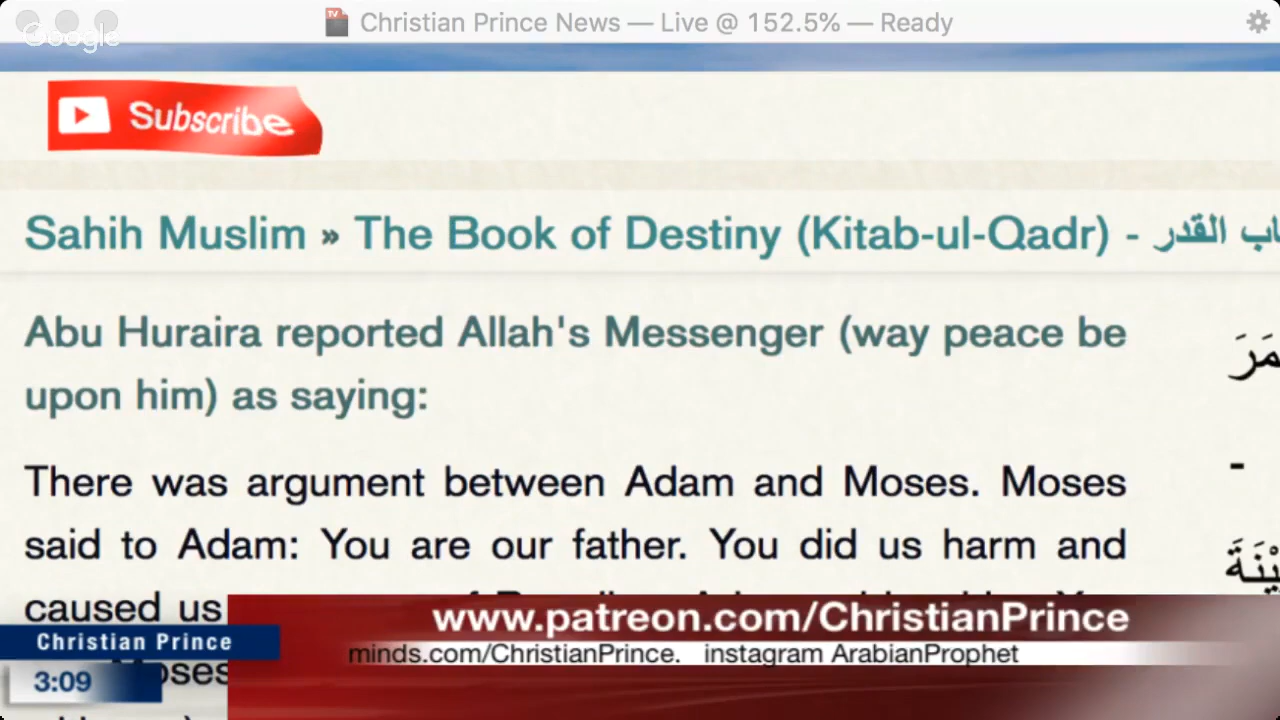 Christian Prince News — Live @ 152.5% — Ready
Google
Subscribe
Sahih Muslim » The Book of Destiny (Kitab-ul-Qadr) - القدر
Abu Huraira reported Allah's Messenger (way peace be
upon him) as saying:
There was argument between Adam and Moses. Moses
said to Adam: You are our father. You did us harm and
caused us
www.patreon.com/ChristianPrince
Christian Prince
minds.com/ChristianPrince. instagram ArabianProphet
3:09